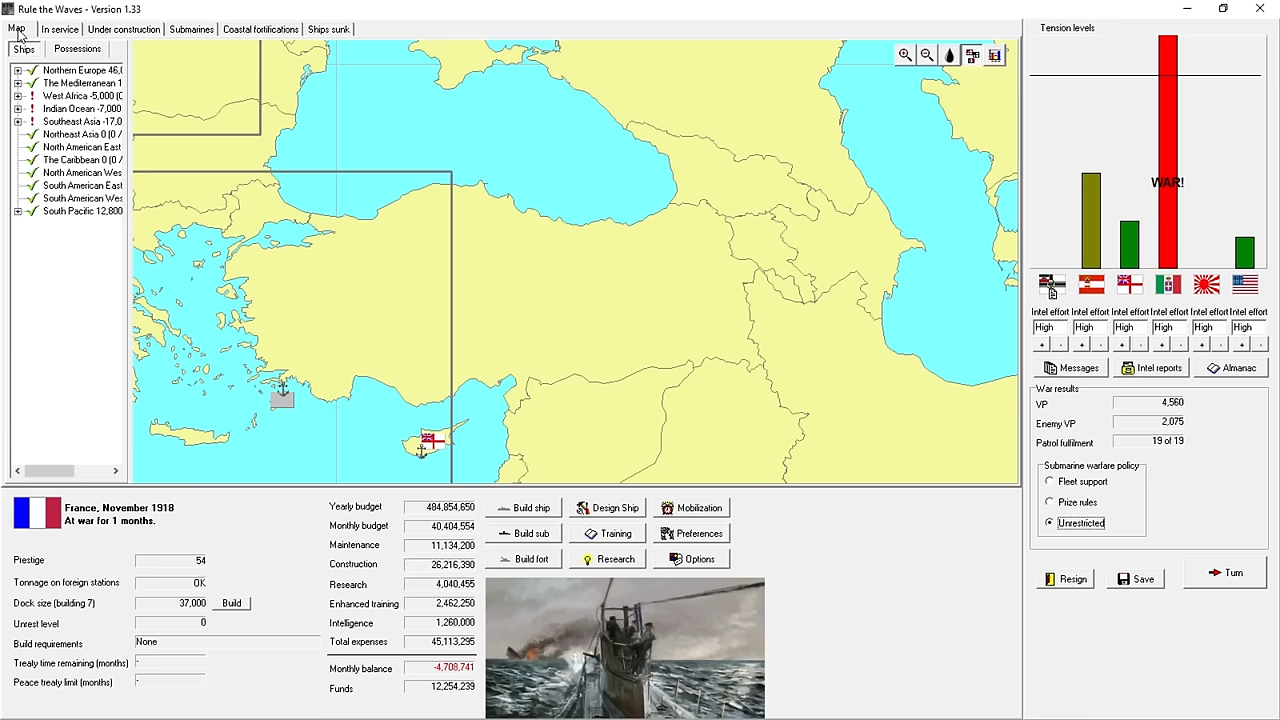 Rule the Waves - Version 1.33
Map In service Under construction Submarines Coastal fortifications Ships sunk
Ships Possessions
Northern Europe 46,(
The Mediterranean 1
West Africa -5,000 (0
Indian Ocean -7,000
Southeast Asia -17,0
Northeast Asia 0 (0 /
North American East
The Caribbean 0 (0 /
North American Wes
South American East
South American Wes
South Pacific 12,800
Tension levels
WAR!
Intel effort Intel effort Intel effort Intel effort Intel effort Intel effort
High High High High High High
+ - + - + - + - + - + -
Messages Intel reports Almanac
War results
VP 4,560
Enemy VP 2,075
Patrol fulfilment 19 of 19
Submarine warfare policy
Fleet support
Prize rules
Unrestricted
Resign Save Turn
France, November 1918
At war for 1 months.
Prestige 54
Tonnage on foreign stations OK
Dock size (building 7) 37,000 Build
Unrest level 0
Build requirements None
Treaty time remaining (months) -
Peace treaty limit (months) -
Yearly budget 484,854,650
Monthly budget 40,404,554
Maintenance 11,134,200
Construction 26,216,390
Research 4,040,455
Enhanced training 2,462,250
Intelligence 1,260,000
Total expenses 45,113,295
Monthly balance -4,708,741
Funds 12,254,239
Build ship Design Ship Mobilization
Build sub Training Preferences
Build fort Research Options